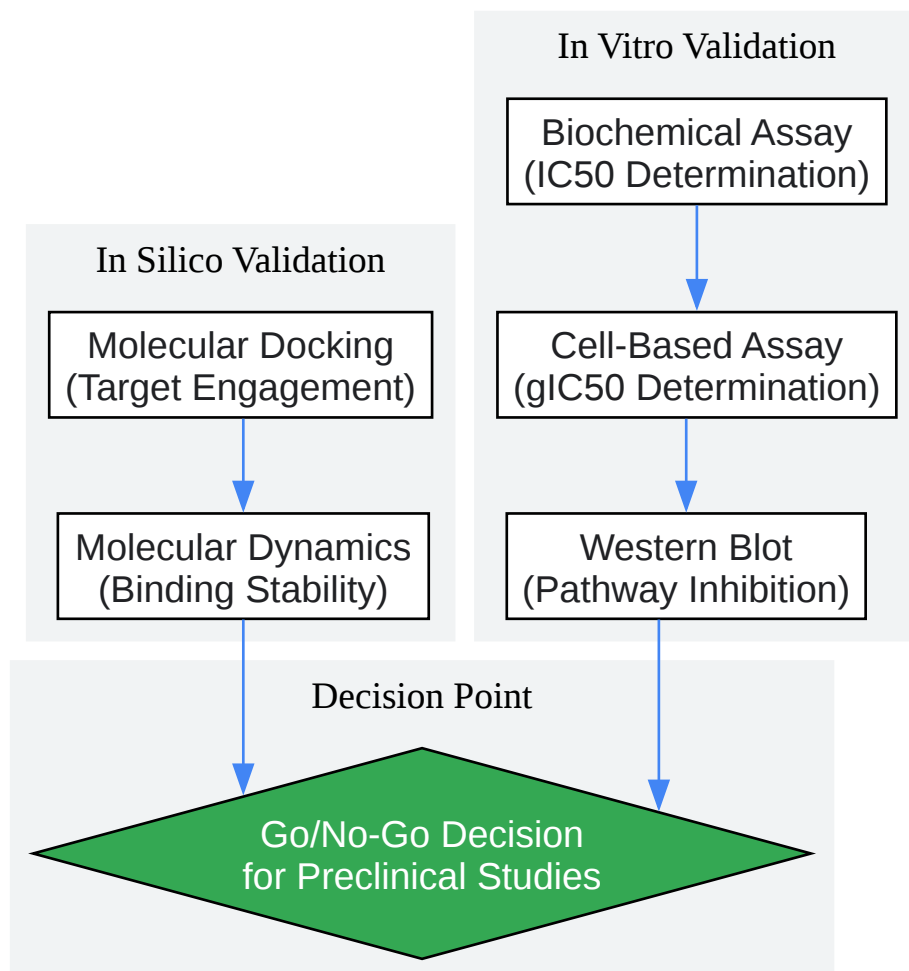 In Vitro Validation
Biochemical Assay
(IC50 Determination)
In Silico Validation
Molecular Docking
(Target Engagement)
Cell-Based Assay
(gIC50 Determination)
Molecular Dynamics
(Binding Stability)
Western Blot
(Pathway Inhibition)
Decision Point
Go/No-Go Decision
for Preclinical Studies